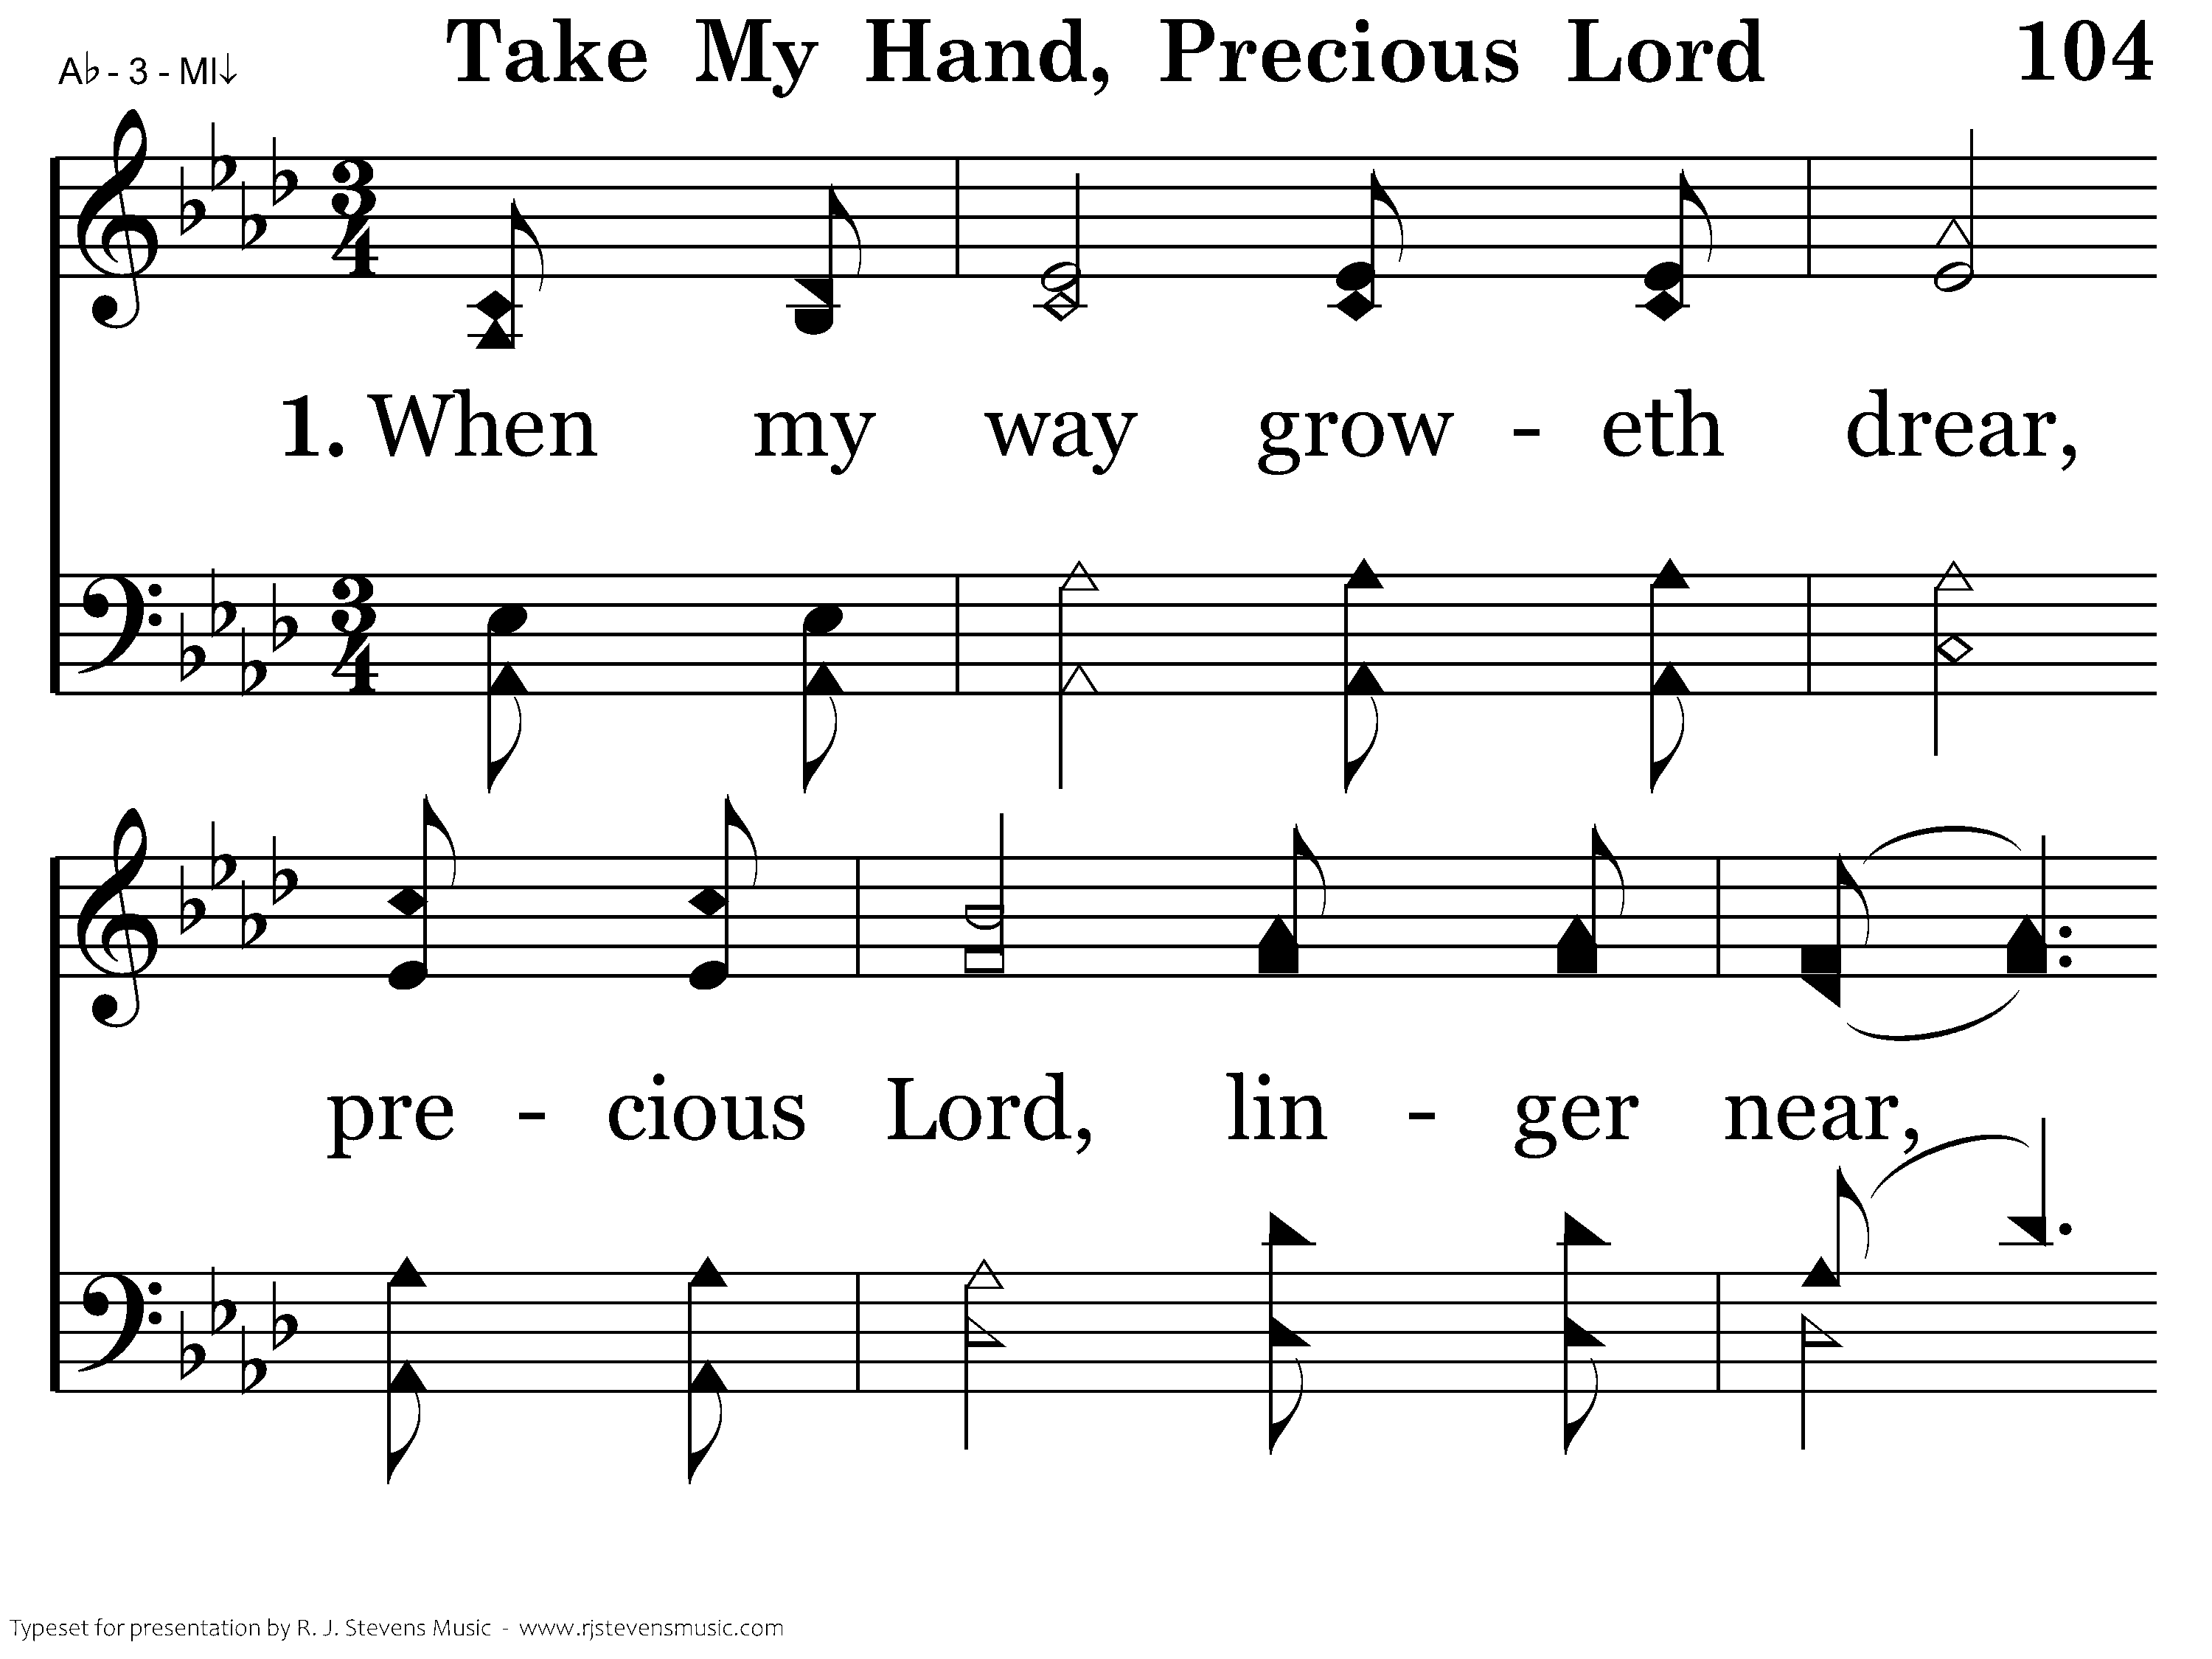 A♭ - 3 - MI↓ Take My Hand, Precious Lord 104
1. When my way grow - eth drear,
pre - cious Lord, lin - ger near,
Typeset for presentation by R. J. Stevens Music - www.rjstevensmusic.com